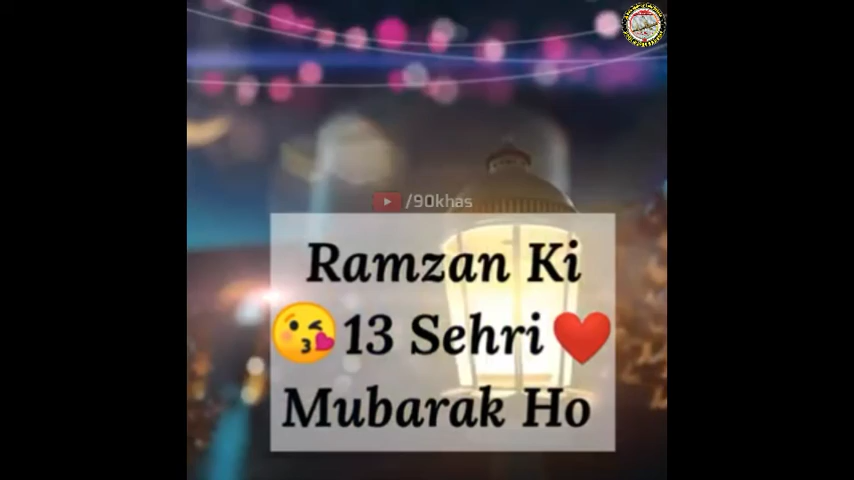 /90khas
Ramzan Ki
😘13 Sehri❤️
Mubarak Ho